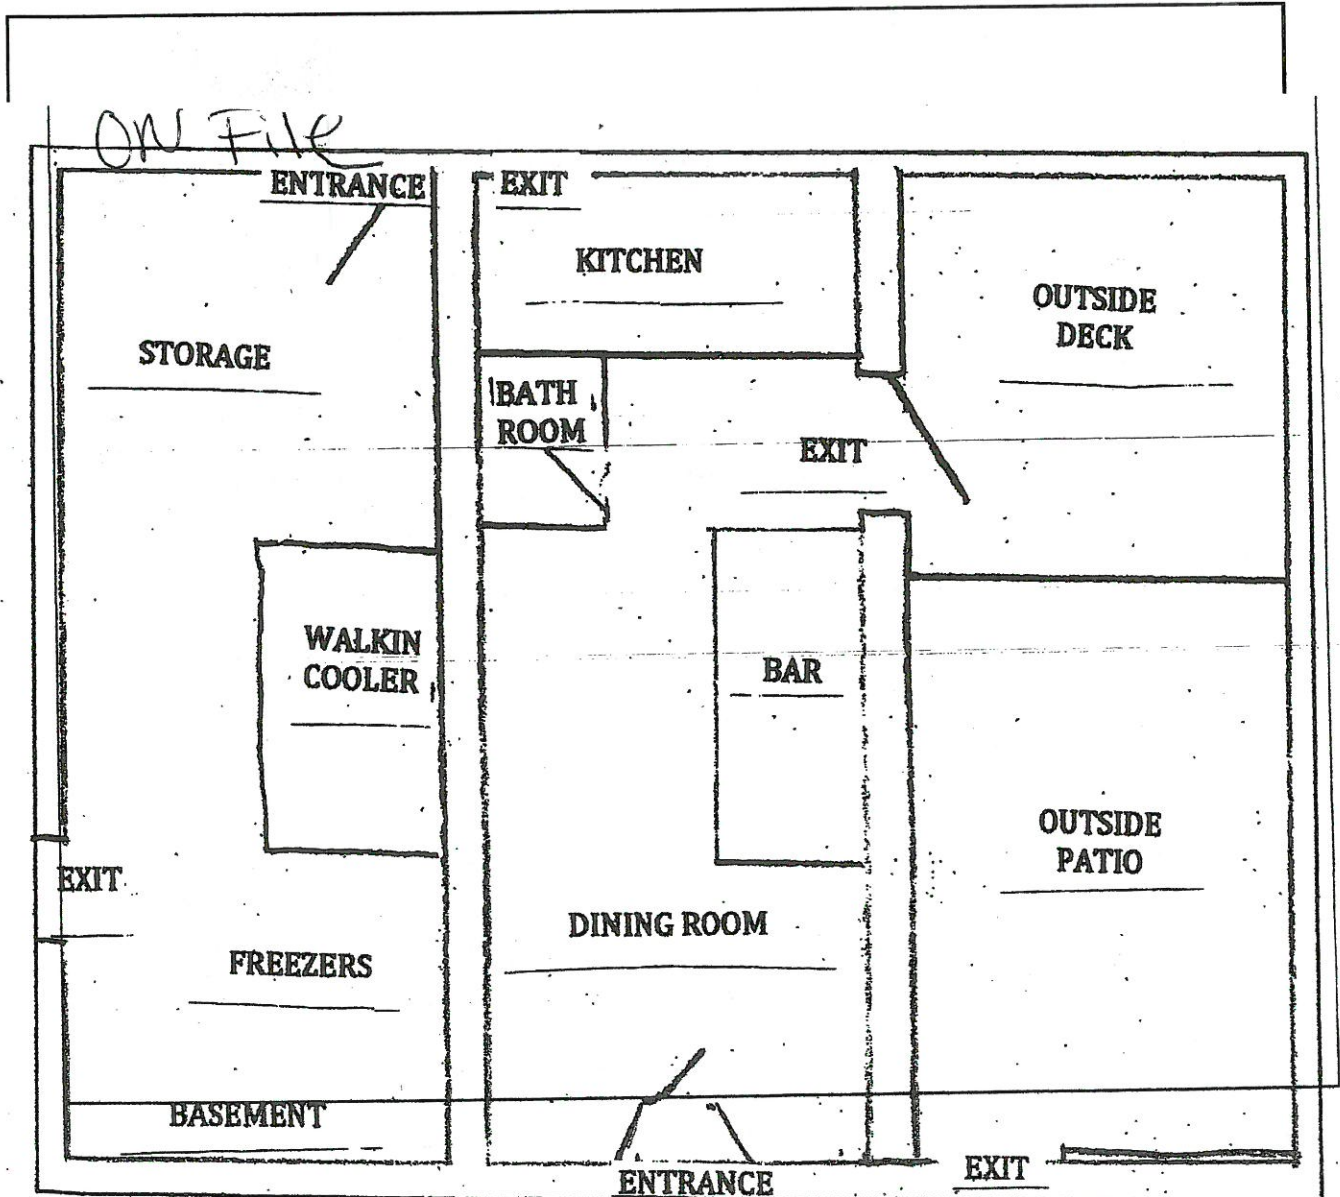 ON File
ENTRANCE
EXIT
KITCHEN
OUTSIDE
DECK
STORAGE
BATH
ROOM
EXIT
WALKIN
COOLER
BAR
OUTSIDE
PATIO
EXIT
DINING ROOM
FREEZERS
BASEMENT
ENTRANCE
EXIT